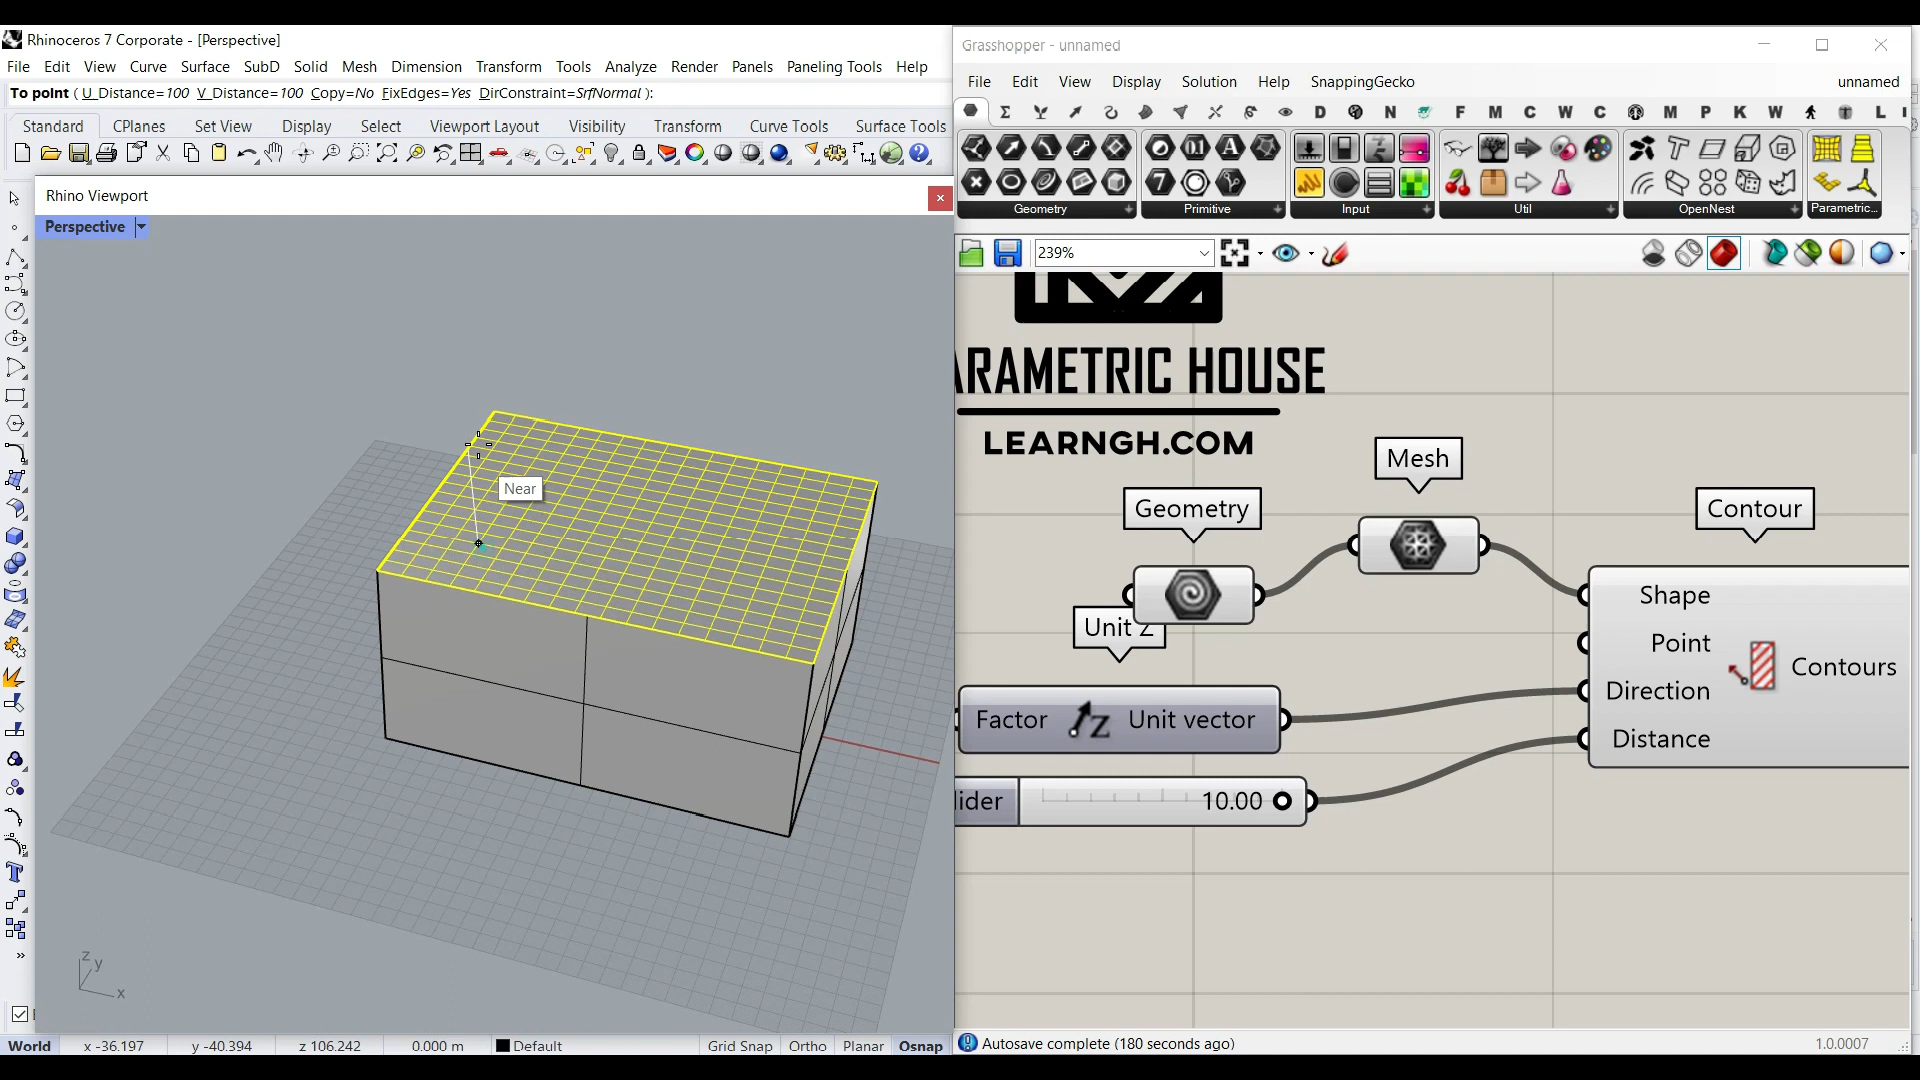 Rhinoceros 7 Corporate - [Perspective]
File Edit View Curve Surface SubD Solid Mesh Dimension Transform Tools Analyze Render Panels Paneling Tools Help
To point ( U_Distance=100 V_Distance=100 Copy=No FixEdges=Yes DirConstraint=SrfNormal ):
Standard CPlanes Set View Display Select Viewport Layout Visibility Transform Curve Tools Surface Tools
Rhino Viewport
Perspective
Near
z
y
x
World x -36.197 y -40.394 z 106.242 0.000 m Default Grid Snap Ortho Planar Osnap
Grasshopper - unnamed
File Edit View Display Solution Help SnappingGecko unnamed
D N F M C W C M P K W L
Geometry Primitive Input Util OpenNest Parametric...
239%
ARAMETRIC HOUSE
LEARNGH.COM
Mesh
Geometry
Contour
Unit Z
Shape
Point
Direction
Distance
Contours
Factor Z Unit vector
lider 10.00
Autosave complete (180 seconds ago) 1.0.0007